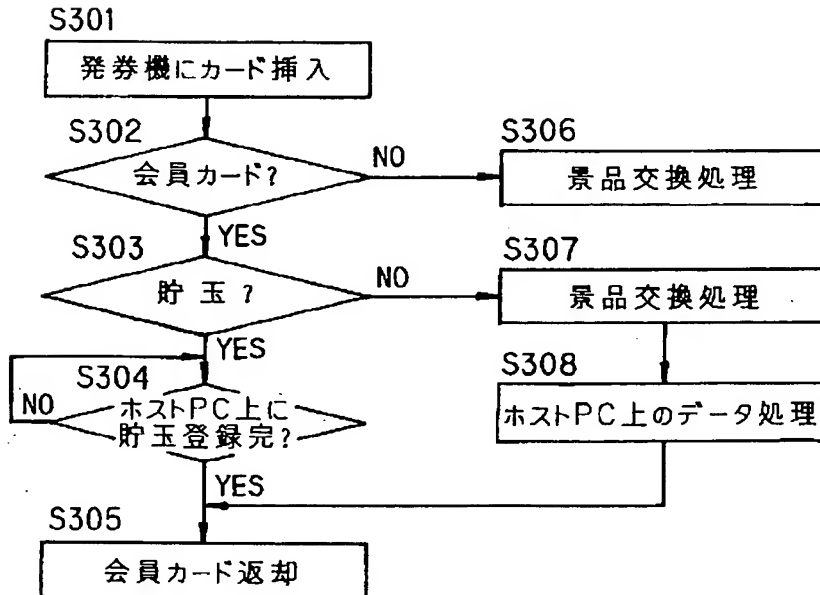 S301
発券機にカード挿入
S302
会員カード?
NO
S306
景品交換処理
YES
S303
貯玉?
NO
S307
景品交換処理
YES
S304
NO
ホストPC上に
貯玉登録完?
S308
ホストPC上のデータ処理
YES
S305
会員カード返却